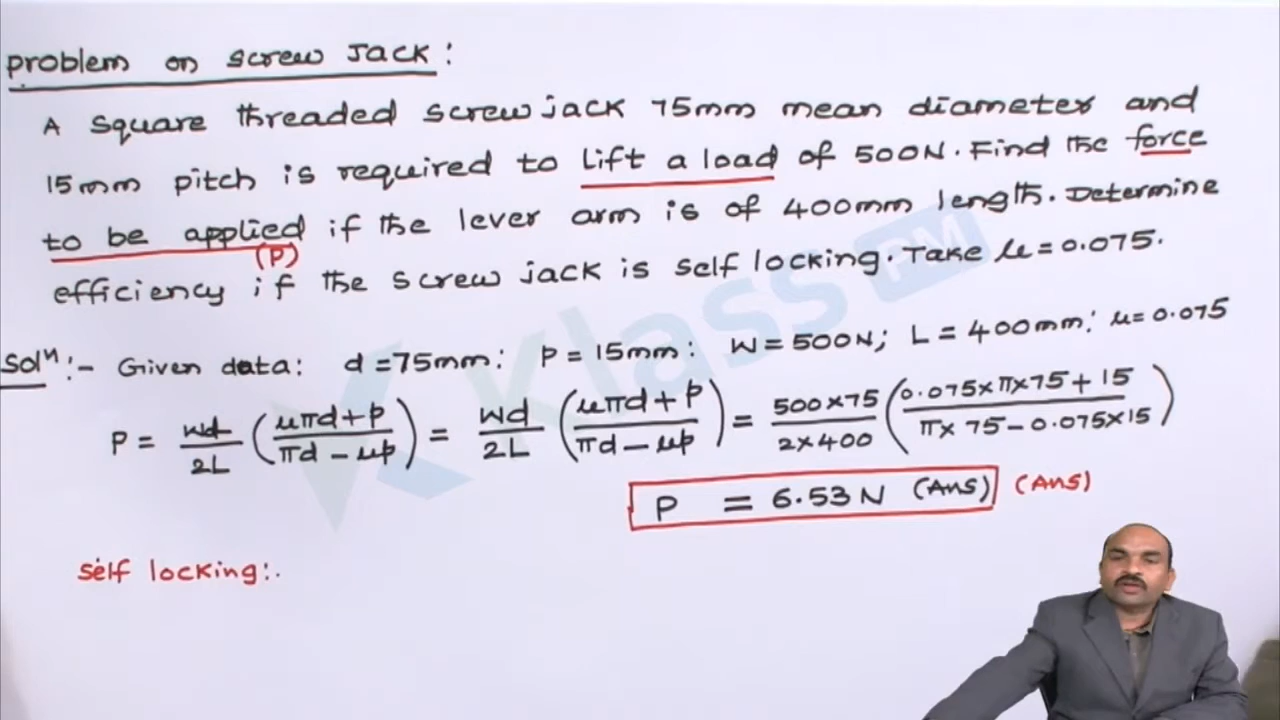 problem on screw Jack:
A square threaded screw jack 75mm mean diameter and
15mm pitch is required to lift a load of 500N. Find the force
to be applied if the lever arm is of 400mm length. Determine
(P)
efficiency if the screw jack is self locking. Take μ = 0.075.
Solⁿ:- Given data: d = 75mm: p = 15mm: W = 500N; L = 400mm: μ = 0.075
P = Wd/2L (μπd+p / πd - μp) = Wd/2L (μπd + p / πd - μp) = 500×75/2×400 (0.075×π×75 + 15 / π× 75 - 0.075×15)
P = 6.53N (Ans) (Ans)
self locking:.
Klass PM